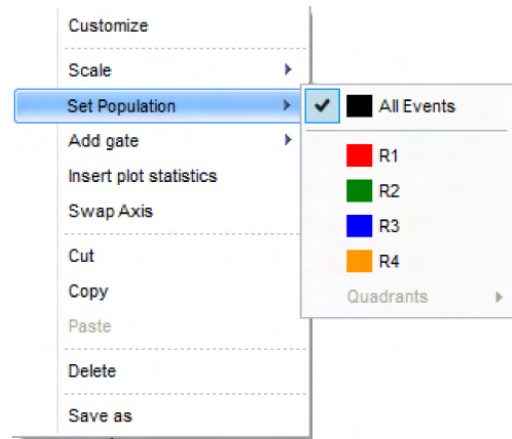 Customize
Scale
Set Population
Add gate
Insert plot statistics
Swap Axis
Cut
Copy
Paste
Delete
Save as
All Events
R1
R2
R3
R4
Quadrants